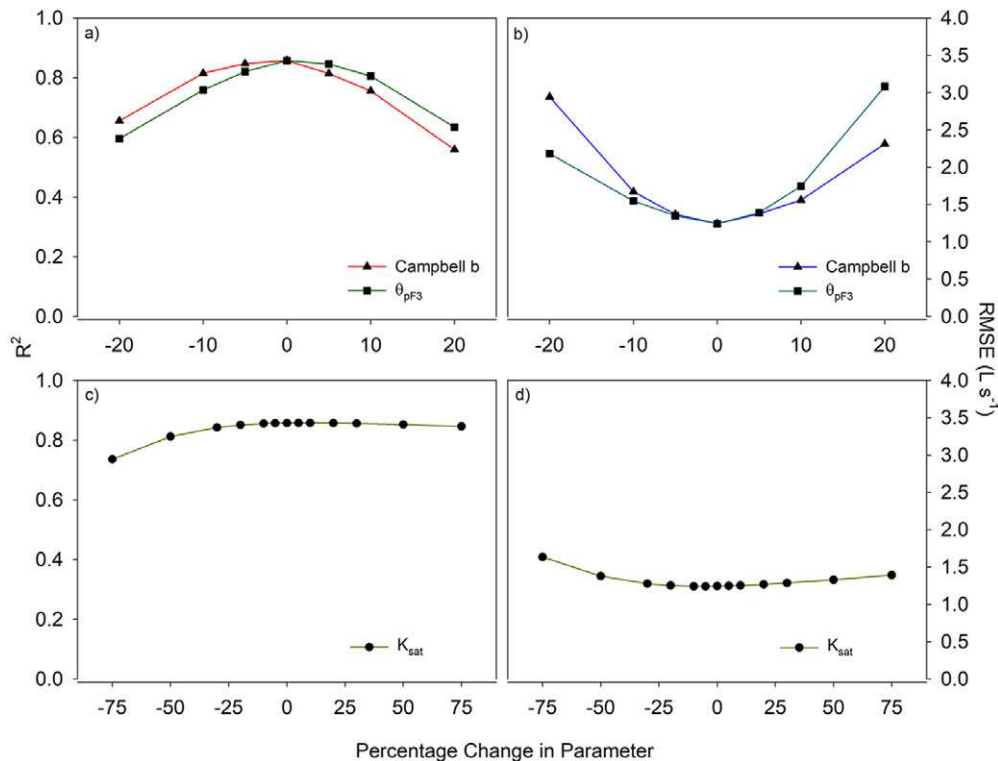 a)
1.0
0.8
0.6
0.4
0.2
0.0
Campbell b
θpF3
-20 -10 0 10 20
b)
4.0
3.5
3.0
2.5
2.0
1.5
1.0
0.5
0.0
Campbell b
θpF3
-20 -10 0 10 20
R²
RMSE (L s⁻¹)
c)
1.0
0.8
0.6
0.4
0.2
0.0
Ksat
-75 -50 -25 0 25 50 75
d)
4.0
3.5
3.0
2.5
2.0
1.5
1.0
0.5
0.0
Ksat
-75 -50 -25 0 25 50 75
Percentage Change in Parameter